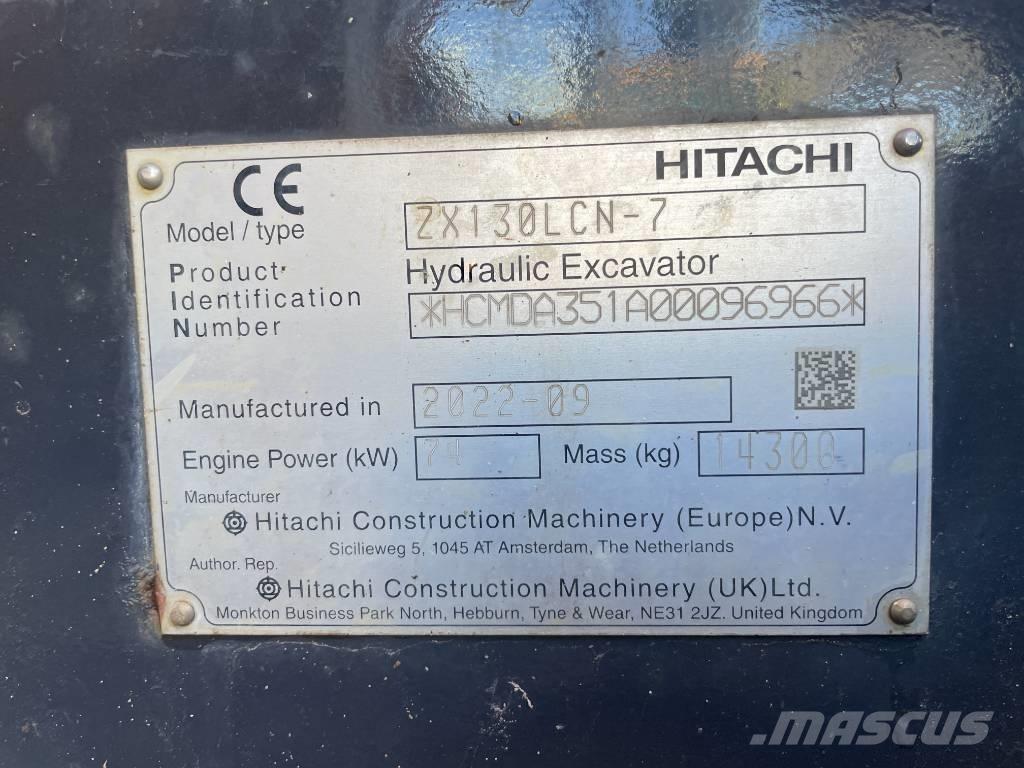 CE HITACHI
Model / type ZX130LCN-7
Product Hydraulic Excavator
Identification
Number *HCMDA351A00096966*
Manufactured in 2022-09
Engine Power (kW) 74 Mass (kg) 14300
Manufacturer
Hitachi Construction Machinery (Europe) N.V.
Sicilieweg 5, 1045 AT Amsterdam, The Netherlands
Author. Rep.
Hitachi Construction Machinery (UK) Ltd.
Monkton Business Park North, Hebburn, Tyne & Wear, NE31 2JZ. United Kingdom
MASCUS